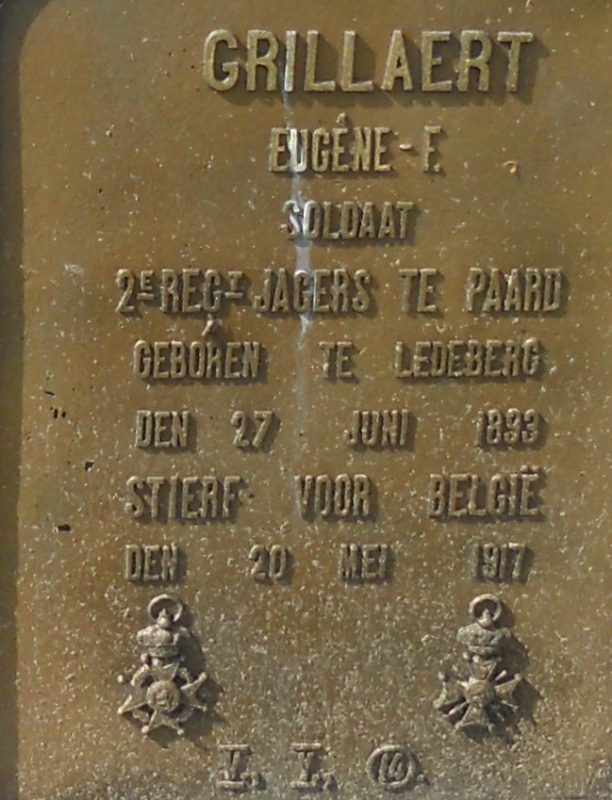 GRILLAERT
EUGÊNE - F.
SOLDAAT
2E REGT JAGERS TE PAARD
GEBOREN TE LEDEBERG
DEN 27 JUNI 1893
STIERF VOOR BELGIË
DEN 20 MEI 1917
Y. Y. 14.